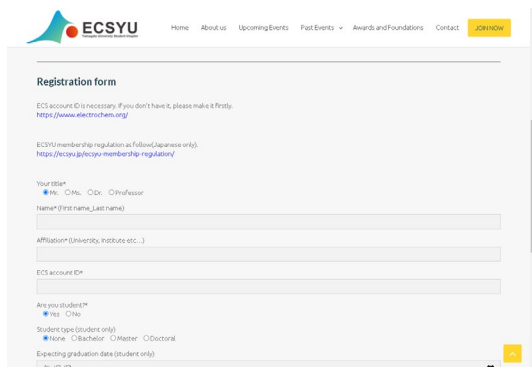 ECSYU
Yamagata University Student Chapter
Home About us Upcoming Events Past Events Awards and Foundations Contact JOIN NOW
Registration form
ECS account ID is necessary. If you don't have it, please make it firstly.
https://www.electrochem.org/
ECSYU membership regulation as follow(Japanese only).
https://ecsyu.jp/ecsyu-membership-regulation/
Your title*
Mr. Ms. Dr. Professor
Name* (First name_Last name)
Affiliation* (University, Institute etc...)
ECS account ID*
Are you student?*
Yes No
Student type (student only)
None Bachelor Master Doctoral
Expecting graduation date (student only)